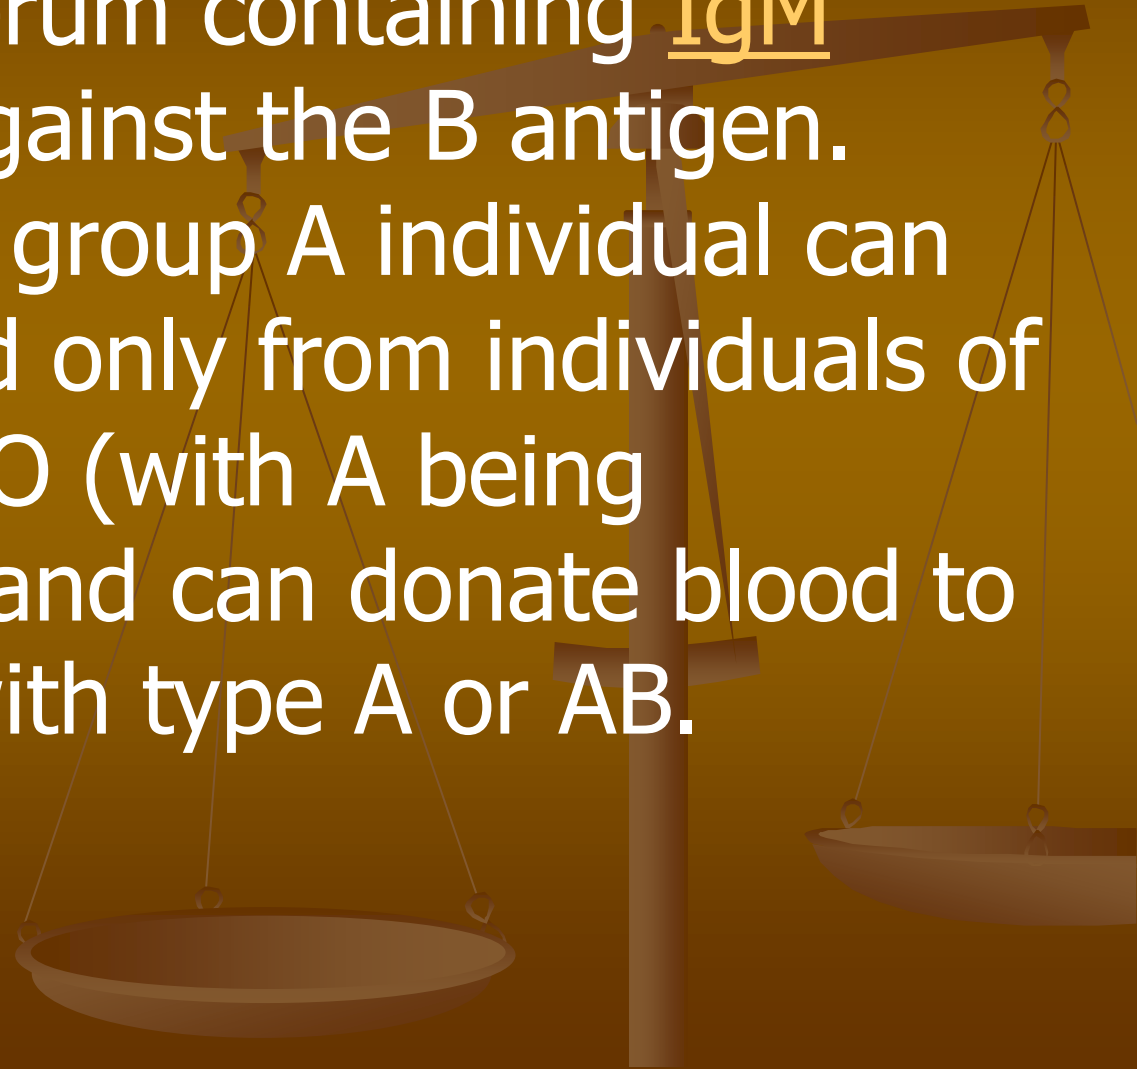 rum containing IgM
gainst the B antigen.
group A individual can
d only from individuals of
O (with A being
and can donate blood to
ith type A or AB.